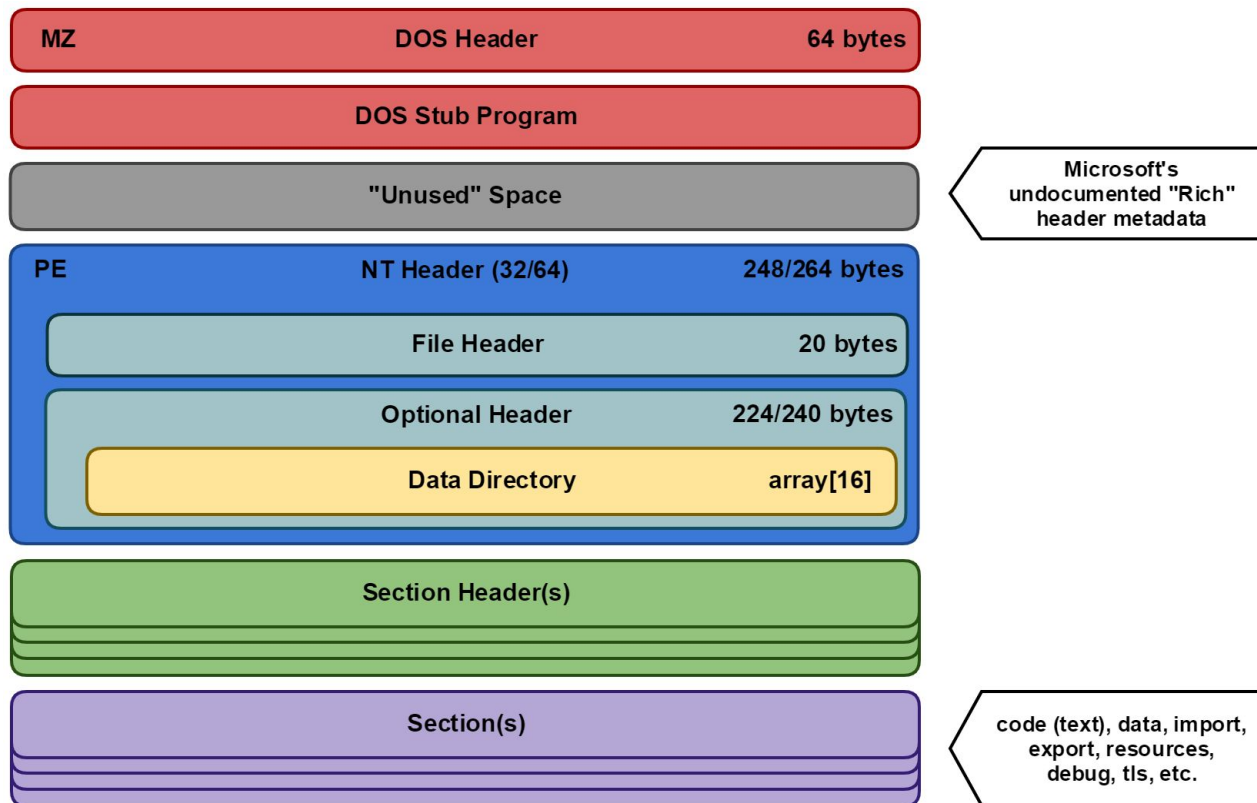 MZ DOS Header 64 bytes
DOS Stub Program
"Unused" Space
Microsoft's
undocumented "Rich"
header metadata
PE NT Header (32/64) 248/264 bytes
File Header 20 bytes
Optional Header 224/240 bytes
Data Directory array[16]
Section Header(s)
Section(s)
code (text), data, import,
export, resources,
debug, tls, etc.